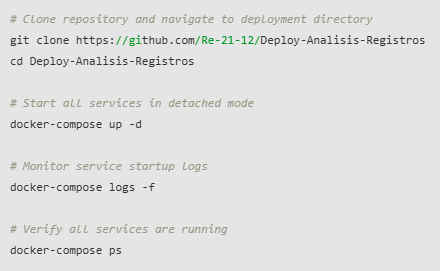 # Clone repository and navigate to deployment directory
git clone https://github.com/Re-21-12/Deploy-Analisis-Registros
cd Deploy-Analisis-Registros
# Start all services in detached mode
docker-compose up -d
# Monitor service startup logs
docker-compose logs -f
# Verify all services are running
docker-compose ps